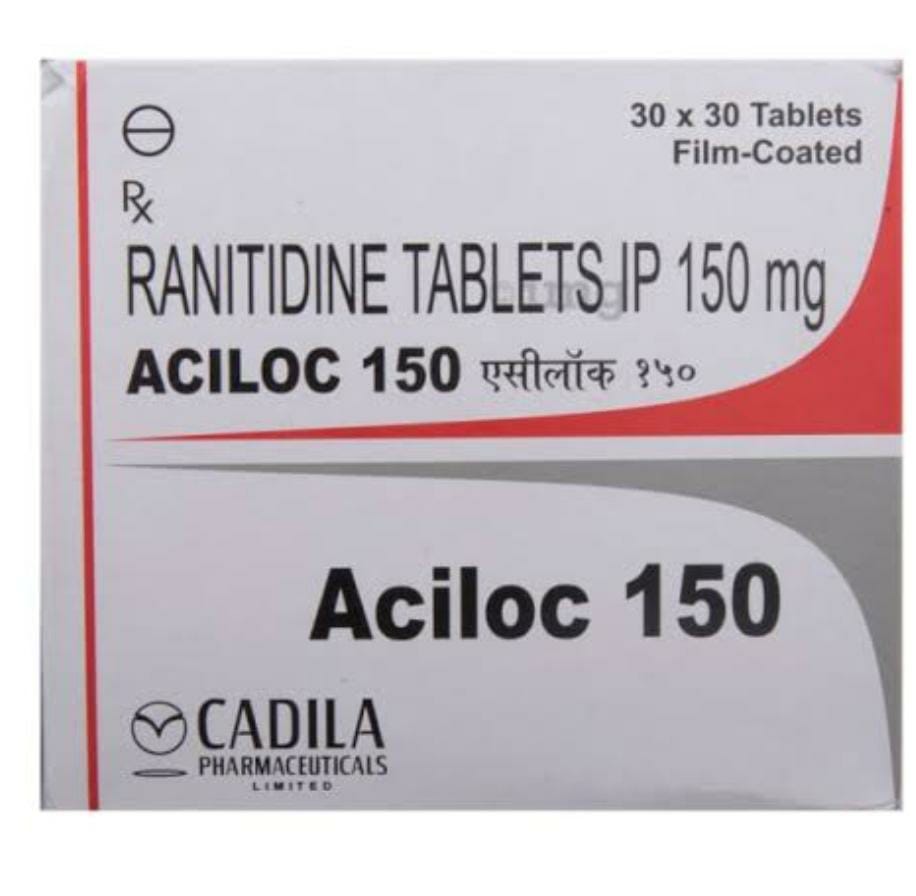 30 x 30 Tablets
Film-Coated
Rx
RANITIDINE TABLETS IP 150 mg
ACILOC 150 एसीलॉक १५०
Aciloc 150
CADILA
PHARMACEUTICALS
LIMITED